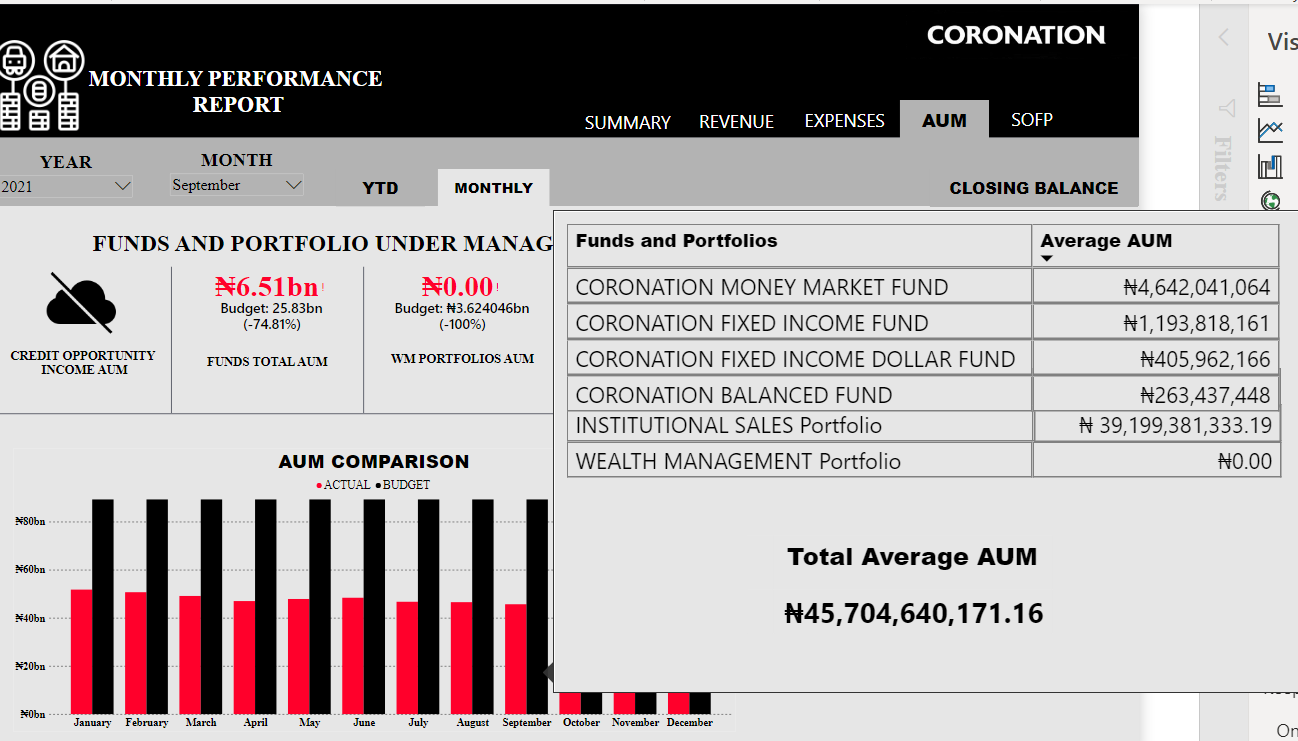 CORONATION
MONTHLY PERFORMANCE
REPORT
SUMMARY REVENUE EXPENSES AUM SOFP
YEAR
2021
MONTH
September
YTD
MONTHLY
CLOSING BALANCE
FUNDS AND PORTFOLIO UNDER MANAG
CREDIT OPPORTUNITY
INCOME AUM
₦6.51bn!
Budget: 25.83bn
(-74.81%)
FUNDS TOTAL AUM
₦0.00!
Budget: ₦3.624046bn
(-100%)
WM PORTFOLIOS AUM
Funds and Portfolios Average AUM
CORONATION MONEY MARKET FUND ₦4,642,041,064
CORONATION FIXED INCOME FUND ₦1,193,818,161
CORONATION FIXED INCOME DOLLAR FUND ₦405,962,166
CORONATION BALANCED FUND ₦263,437,448
INSTITUTIONAL SALES Portfolio ₦ 39,199,381,333.19
WEALTH MANAGEMENT Portfolio ₦0.00
Total Average AUM
₦45,704,640,171.16
AUM COMPARISON
ACTUAL BUDGET
₦80bn
₦60bn
₦40bn
₦20bn
₦0bn
January February March April May June July August September October November December
Vis
Filters
On